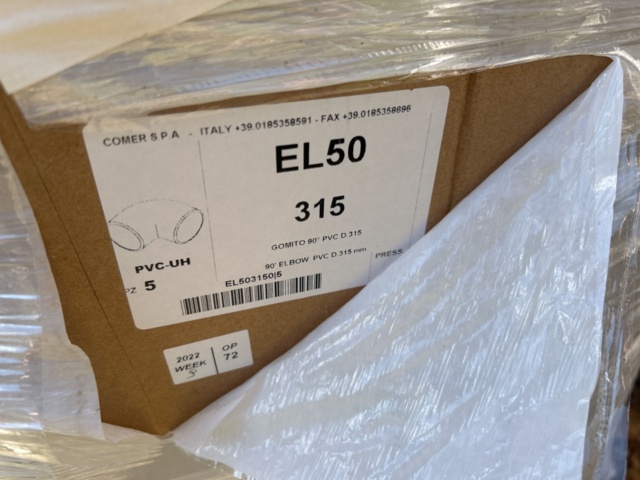 COMER S.P.A - ITALY +39.0185358591 - FAX +39.0185358696
EL50
315
GOMITO 90° PVC D 315
PVC-UH
90' ELBOW PVC D 315
PRESS.
PZ 5
EL503150|5
2022
WEEK
OP
72